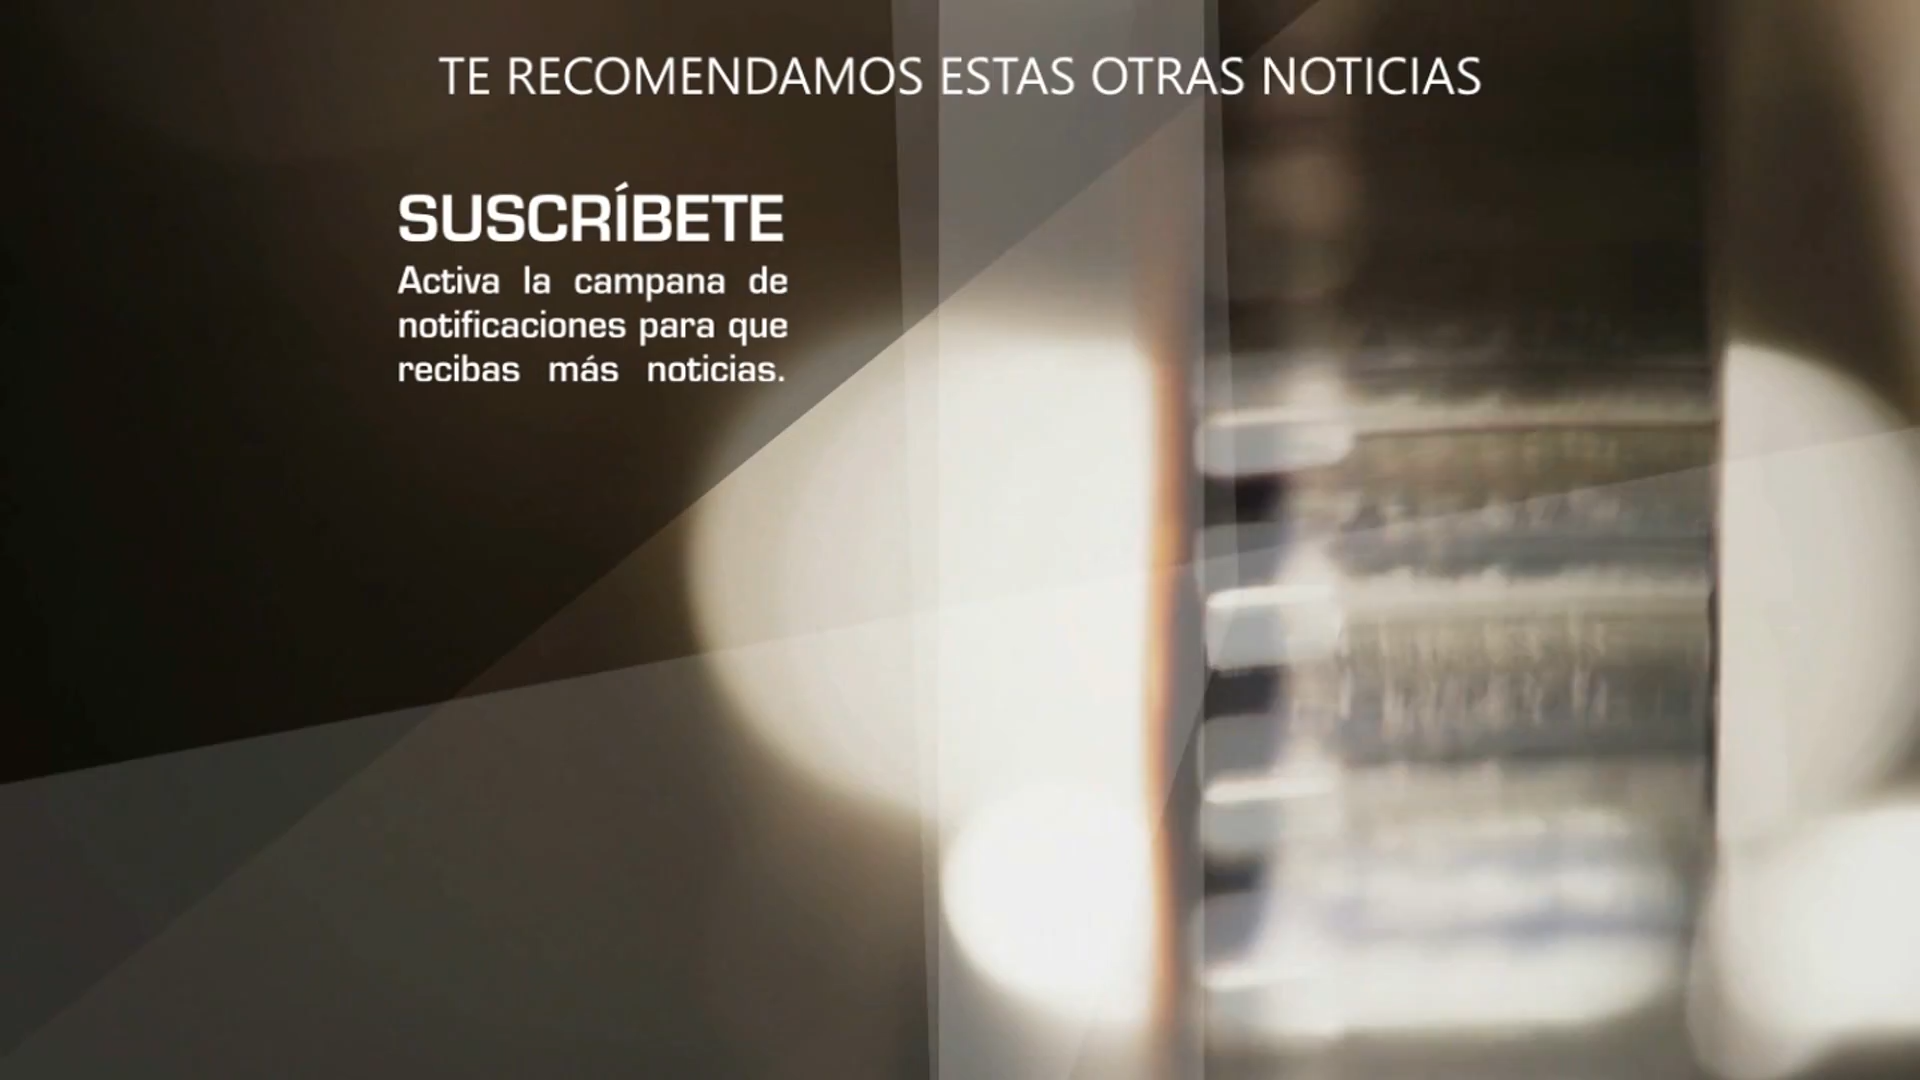 TE RECOMENDAMOS ESTAS OTRAS NOTICIAS
SUSCRÍBETE
Activa la campana de
notificaciones para que
recibas más noticias.